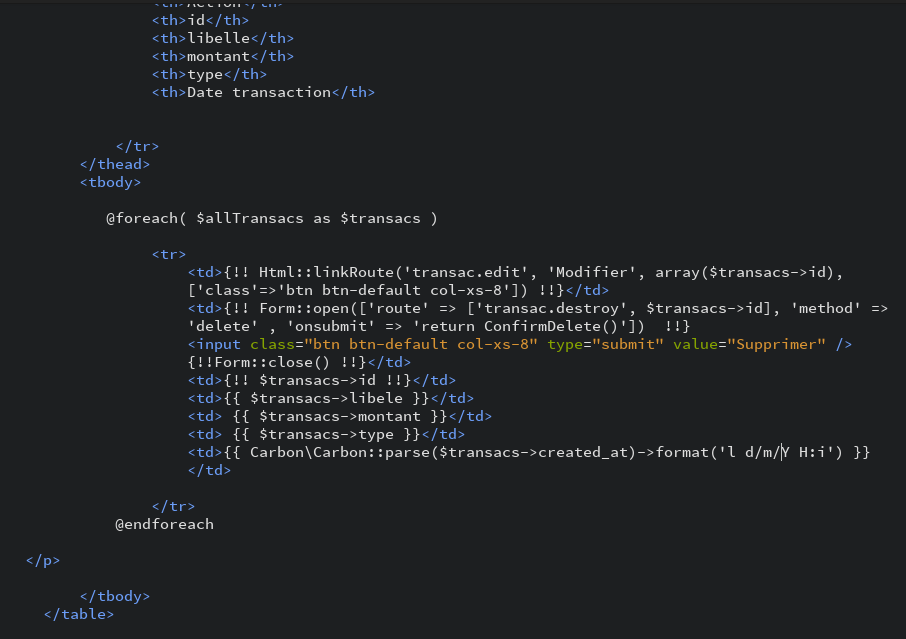 <th>Action</th>
<th>id</th>
<th>libelle</th>
<th>montant</th>
<th>type</th>
<th>Date transaction</th>
</tr>
</thead>
<tbody>
@foreach( $allTransacs as $transacs )
<tr>
<td>{!! Html::linkRoute('transac.edit', 'Modifier', array($transacs->id),
['class'=>'btn btn-default col-xs-8']) !!}</td>
<td>{!! Form::open(['route' => ['transac.destroy', $transacs->id], 'method' =>
'delete' , 'onsubmit' => 'return ConfirmDelete()'])  !!}
<input class="btn btn-default col-xs-8" type="submit" value="Supprimer" />
{!!Form::close() !!}</td>
<td>{!! $transacs->id !!}</td>
<td>{{ $transacs->libele }}</td>
<td> {{ $transacs->montant }}</td>
<td> {{ $transacs->type }}</td>
<td>{{ Carbon\Carbon::parse($transacs->created_at)->format('l d/m/Y H:i') }}
</td>
</tr>
@endforeach
</p>
</tbody>
</table>